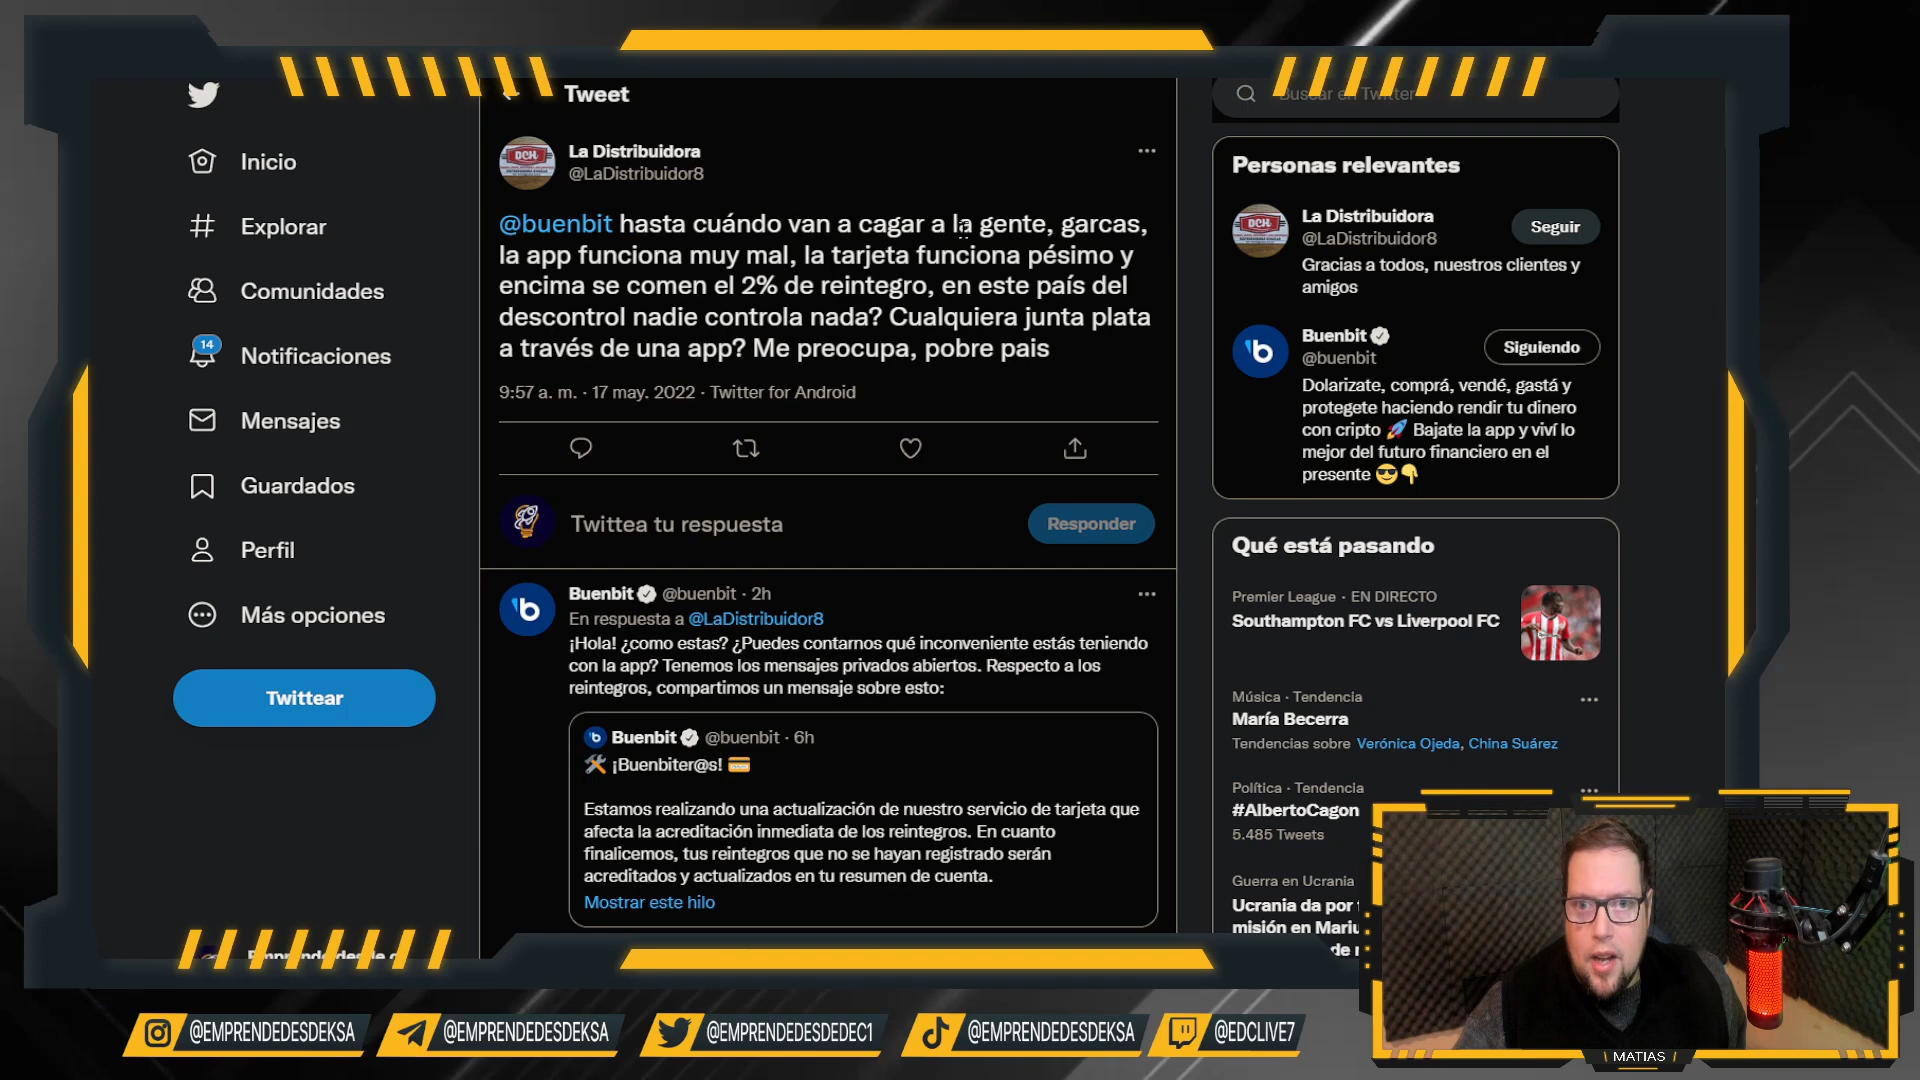 Tweet
Buscar en Twitter
Inicio
Explorar
Comunidades
14
Notificaciones
Mensajes
Guardados
Perfil
Más opciones
Twittear
DCH
La Distribuidora
@LaDistribuidor8
@buenbit hasta cuándo van a cagar a la gente, garcas,
la app funciona muy mal, la tarjeta funciona pésimo y
encima se comen el 2% de reintegro, en este país del
descontrol nadie controla nada? Cualquiera junta plata
a través de una app? Me preocupa, pobre pais
9:57 a. m. · 17 may. 2022 · Twitter for Android
Twittea tu respuesta
Responder
Buenbit @buenbit · 2h
En respuesta a @LaDistribuidor8
¡Hola! ¿como estas? ¿Puedes contarnos qué inconveniente estás teniendo
con la app? Tenemos los mensajes privados abiertos. Respecto a los
reintegros, compartimos un mensaje sobre esto:
Buenbit @buenbit · 6h
🛠 ¡Buenbiter@s! 💳
Estamos realizando una actualización de nuestro servicio de tarjeta que
afecta la acreditación inmediata de los reintegros. En cuanto
finalicemos, tus reintegros que no se hayan registrado serán
acreditados y actualizados en tu resumen de cuenta.
Mostrar este hilo
Personas relevantes
DCH
La Distribuidora
@LaDistribuidor8
Seguir
Gracias a todos, nuestros clientes y
amigos
Buenbit
@buenbit
Siguiendo
Dolarizate, comprá, vendé, gastá y
protegete haciendo rendir tu dinero
con cripto 🚀 Bajate la app y viví lo
mejor del futuro financiero en el
presente 😎👇
Qué está pasando
Premier League · EN DIRECTO
Southampton FC vs Liverpool FC
Música · Tendencia
María Becerra
Tendencias sobre Verónica Ojeda, China Suárez
Política · Tendencia
#AlbertoCagon
5.485 Tweets
Guerra en Ucrania
Ucrania da por
misión en Mariu
de
MATIAS
@EMPRENDEDESDEKSA
@EMPRENDEDESDEKSA
@EMPRENDEDESDEDEC1
@EMPRENDEDESDEKSA
@EDCLIVE7